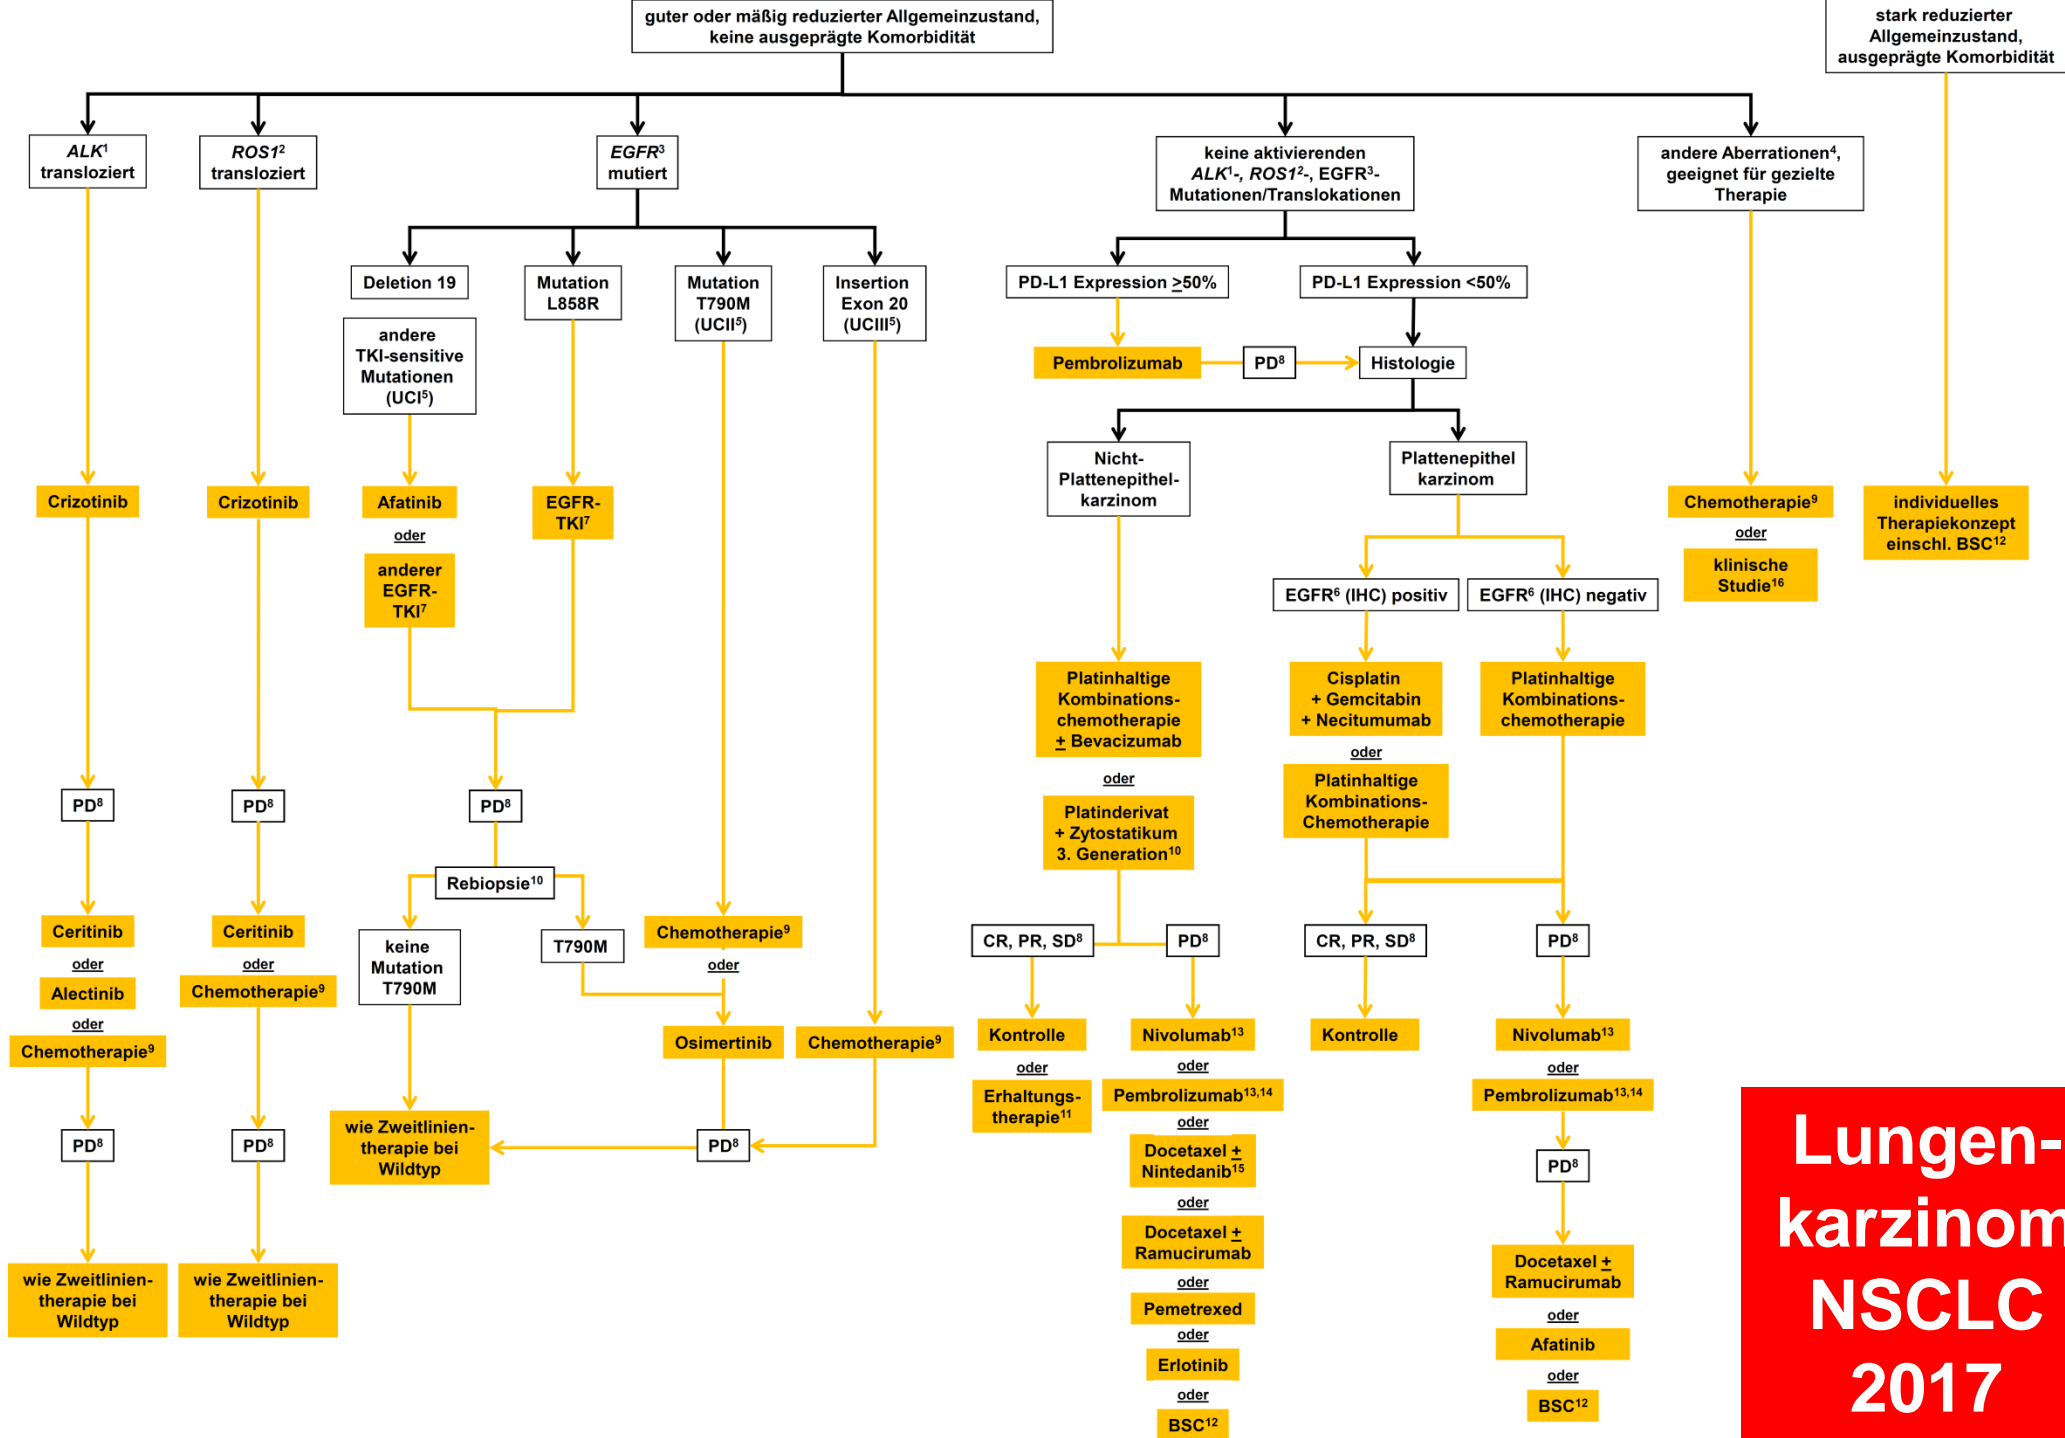 guter oder mäßig reduzierter Allgemeinzustand,
keine ausgeprägte Komorbidität
stark reduzierter
Allgemeinzustand,
ausgeprägte Komorbidität
ALK¹
transloziert
ROS1²
transloziert
EGFR³
mutiert
keine aktivierenden
ALK¹-, ROS1²-, EGFR³-
Mutationen/Translokationen
andere Aberrationen⁴,
geeignet für gezielte
Therapie
Deletion 19
andere
TKI-sensitive
Mutationen
(UCI⁵)
Mutation
L858R
Mutation
T790M
(UCII⁵)
Insertion
Exon 20
(UCIII⁵)
PD-L1 Expression ≥50%
PD-L1 Expression <50%
Pembrolizumab
PD⁸
Histologie
Nicht-
Plattenepithel-
karzinom
Plattenepithel
karzinom
Crizotinib
Crizotinib
Afatinib
oder
anderer
EGFR-
TKI⁷
EGFR-
TKI⁷
Chemotherapie⁹
oder
klinische
Studie¹⁶
individuelles
Therapiekonzept
einschl. BSC¹²
EGFR⁶ (IHC) positiv
EGFR⁶ (IHC) negativ
Platinhaltige
Kombinations-
chemotherapie
± Bevacizumab
oder
Platinderivat
+ Zytostatikum
3. Generation¹⁰
Cisplatin
+ Gemcitabin
+ Necitumumab
oder
Platinhaltige
Kombinations-
Chemotherapie
Platinhaltige
Kombinations-
chemotherapie
PD⁸
PD⁸
PD⁸
Rebiopsie¹⁰
Ceritinib
oder
Alectinib
oder
Chemotherapie⁹
Ceritinib
oder
Chemotherapie⁹
keine
Mutation
T790M
T790M
Chemotherapie⁹
oder
Osimertinib
Chemotherapie⁹
CR, PR, SD⁸
PD⁸
CR, PR, SD⁸
PD⁸
Kontrolle
oder
Erhaltungs-
therapie¹¹
Nivolumab¹³
oder
Pembrolizumab¹³,¹⁴
oder
Docetaxel ±
Nintedanib¹⁵
oder
Docetaxel ±
Ramucirumab
oder
Pemetrexed
oder
Erlotinib
oder
BSC¹²
Kontrolle
Nivolumab¹³
oder
Pembrolizumab¹³,¹⁴
PD⁸
Docetaxel ±
Ramucirumab
oder
Afatinib
oder
BSC¹²
PD⁸
PD⁸
wie Zweitlinien-
therapie bei
Wildtyp
PD⁸
wie Zweitlinien-
therapie bei
Wildtyp
wie Zweitlinien-
therapie bei
Wildtyp
Lungen-
karzinom
NSCLC
2017